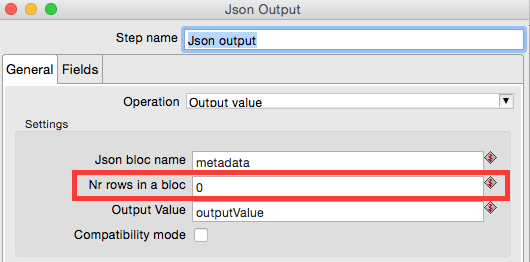 Json Output
Step name Json output
General Fields
Operation Output value
Settings
Json bloc name metadata
Nr rows in a bloc 0
Output Value outputValue
Compatibility mode